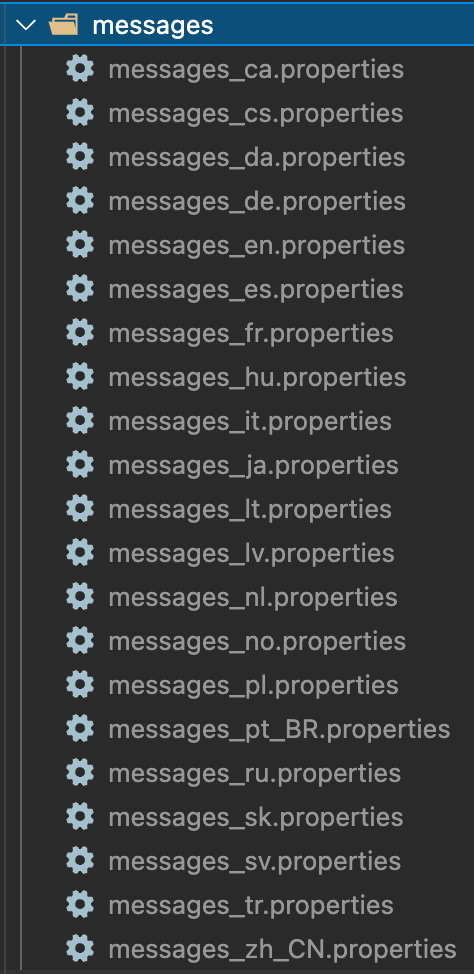 messages
messages_ca.properties
messages_cs.properties
messages_da.properties
messages_de.properties
messages_en.properties
messages_es.properties
messages_fr.properties
messages_hu.properties
messages_it.properties
messages_ja.properties
messages_lt.properties
messages_lv.properties
messages_nl.properties
messages_no.properties
messages_pl.properties
messages_pt_BR.properties
messages_ru.properties
messages_sk.properties
messages_sv.properties
messages_tr.properties
messages_zh_CN.properties